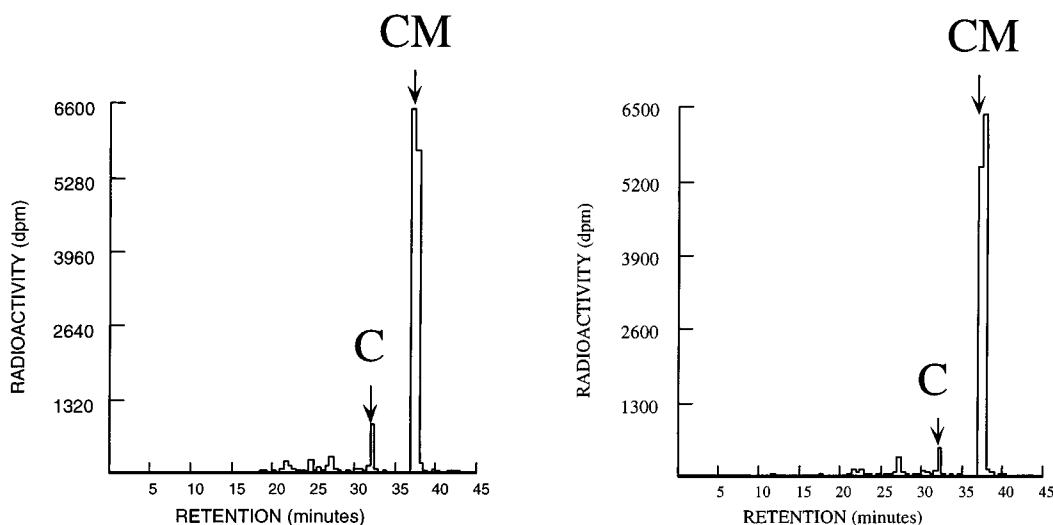 CM
6600
5280
3960
2640
1320
C
RADIOACTIVITY (dpm)
5 10 15 20 25 30 35 40 45
RETENTION (minutes)
CM
6500
5200
3900
2600
1300
C
RADIOACTIVITY (dpm)
5 10 15 20 25 30 35 40 45
RETENTION (minutes)